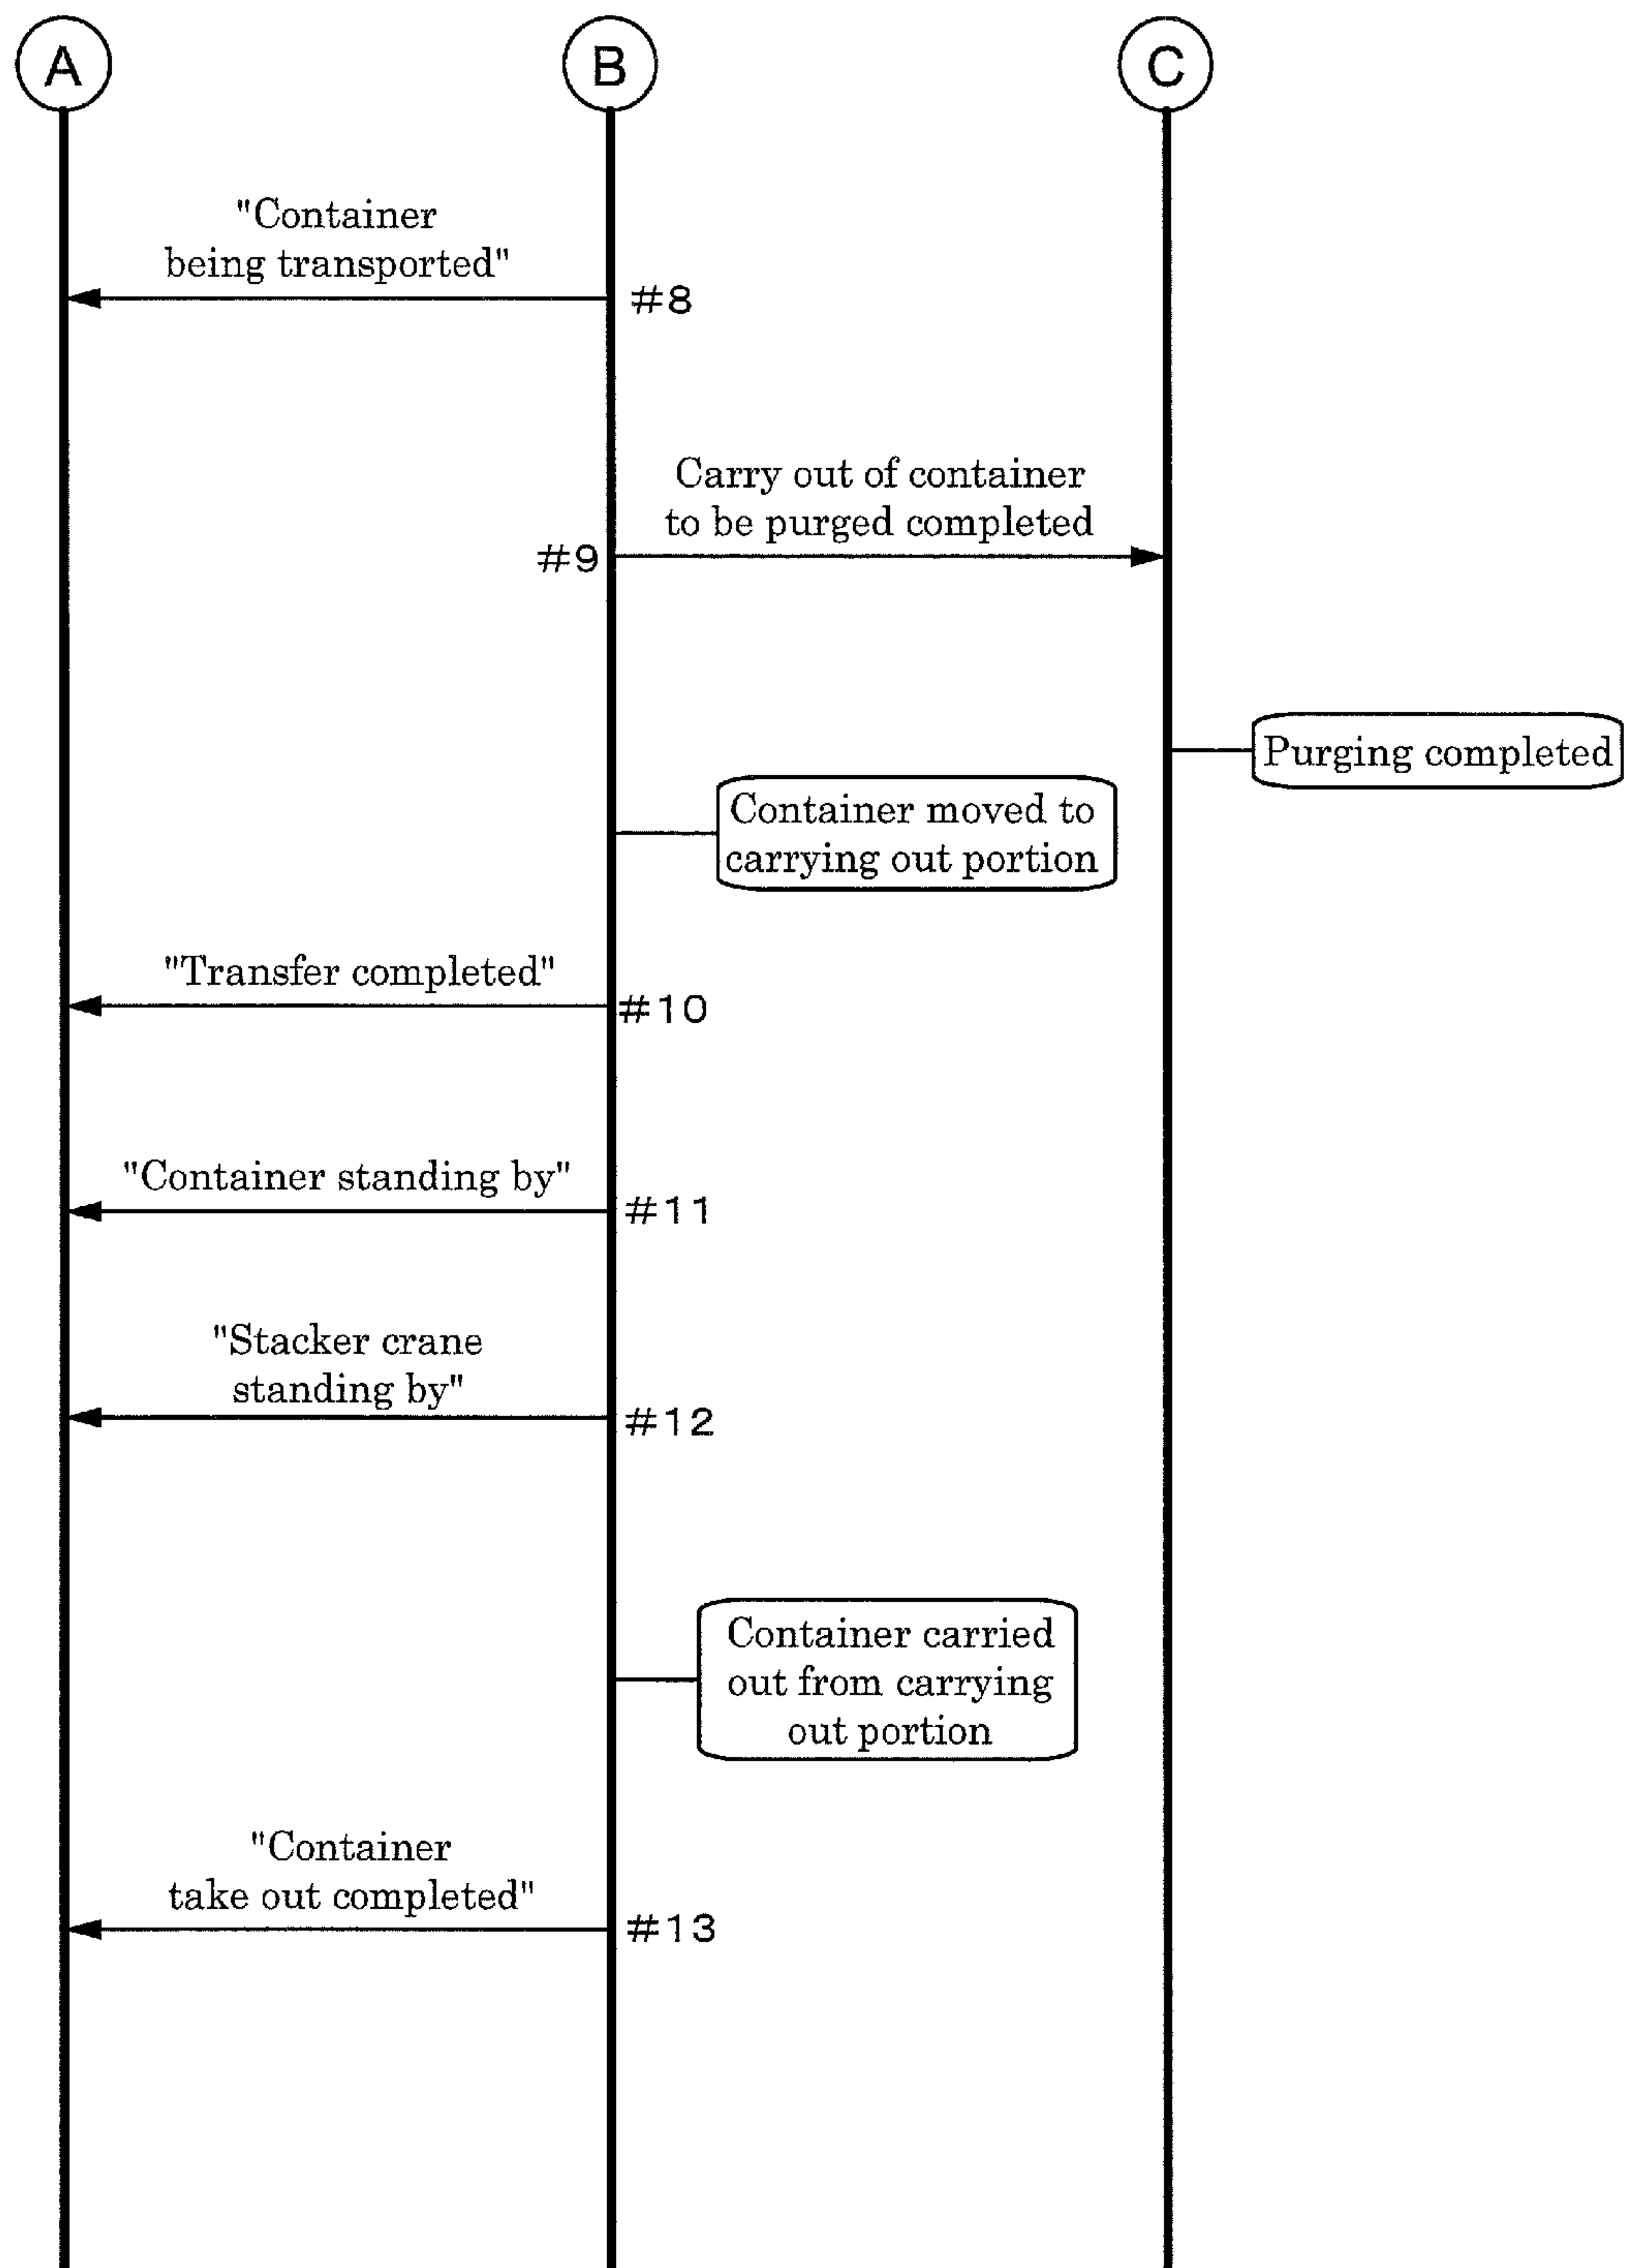 A
B
C
"Container
being transported"
#8
Carry out of container
to be purged completed
#9
Purging completed
Container moved to
carrying out portion
"Transfer completed"
#10
"Container standing by"
#11
"Stacker crane
standing by"
#12
Container carried
out from carrying
out portion
"Container
take out completed"
#13